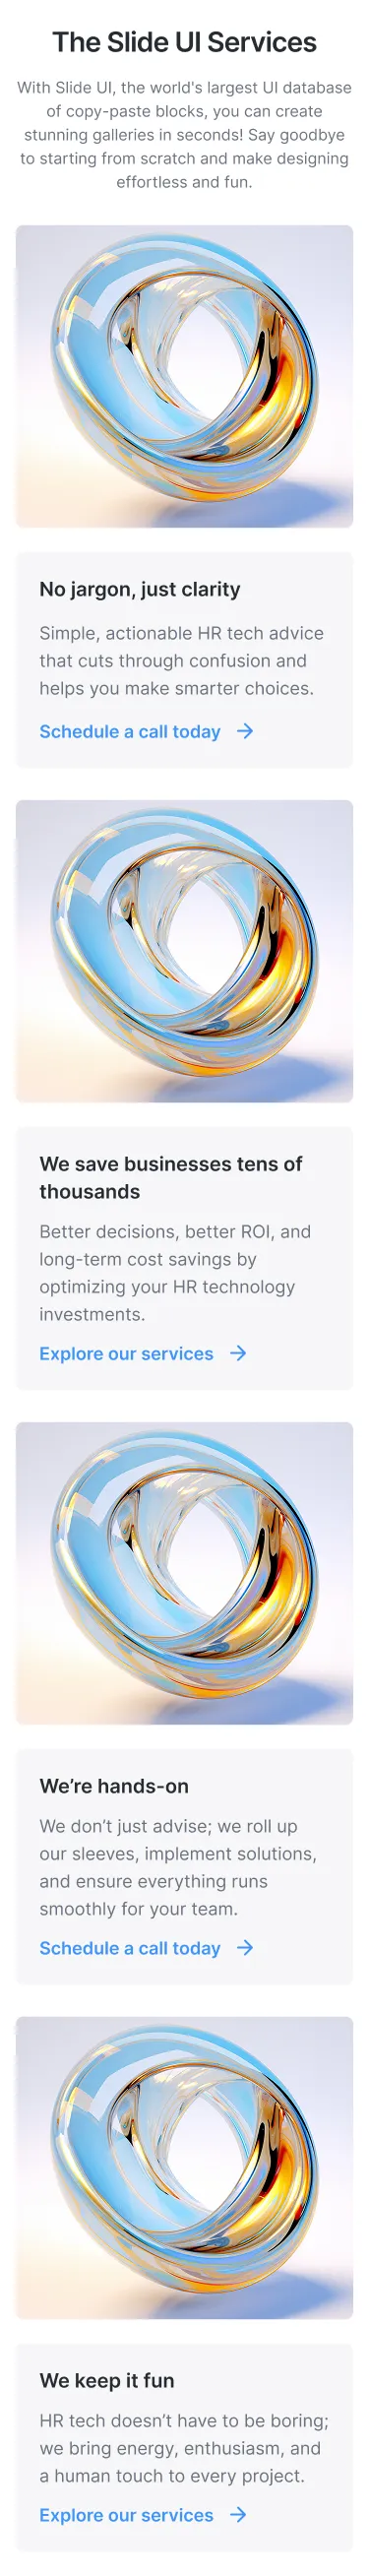 The Slide UI Services
With Slide UI, the world's largest UI database
of copy-paste blocks, you can create
stunning galleries in seconds! Say goodbye
to starting from scratch and make designing
effortless and fun.
No jargon, just clarity
Simple, actionable HR tech advice
that cuts through confusion and
helps you make smarter choices.
Schedule a call today
We save businesses tens of
thousands
Better decisions, better ROI, and
long-term cost savings by
optimizing your HR technology
investments.
Explore our services
We’re hands-on
We don’t just advise; we roll up
our sleeves, implement solutions,
and ensure everything runs
smoothly for your team.
Schedule a call today
We keep it fun
HR tech doesn’t have to be boring;
we bring energy, enthusiasm, and
a human touch to every project.
Explore our services